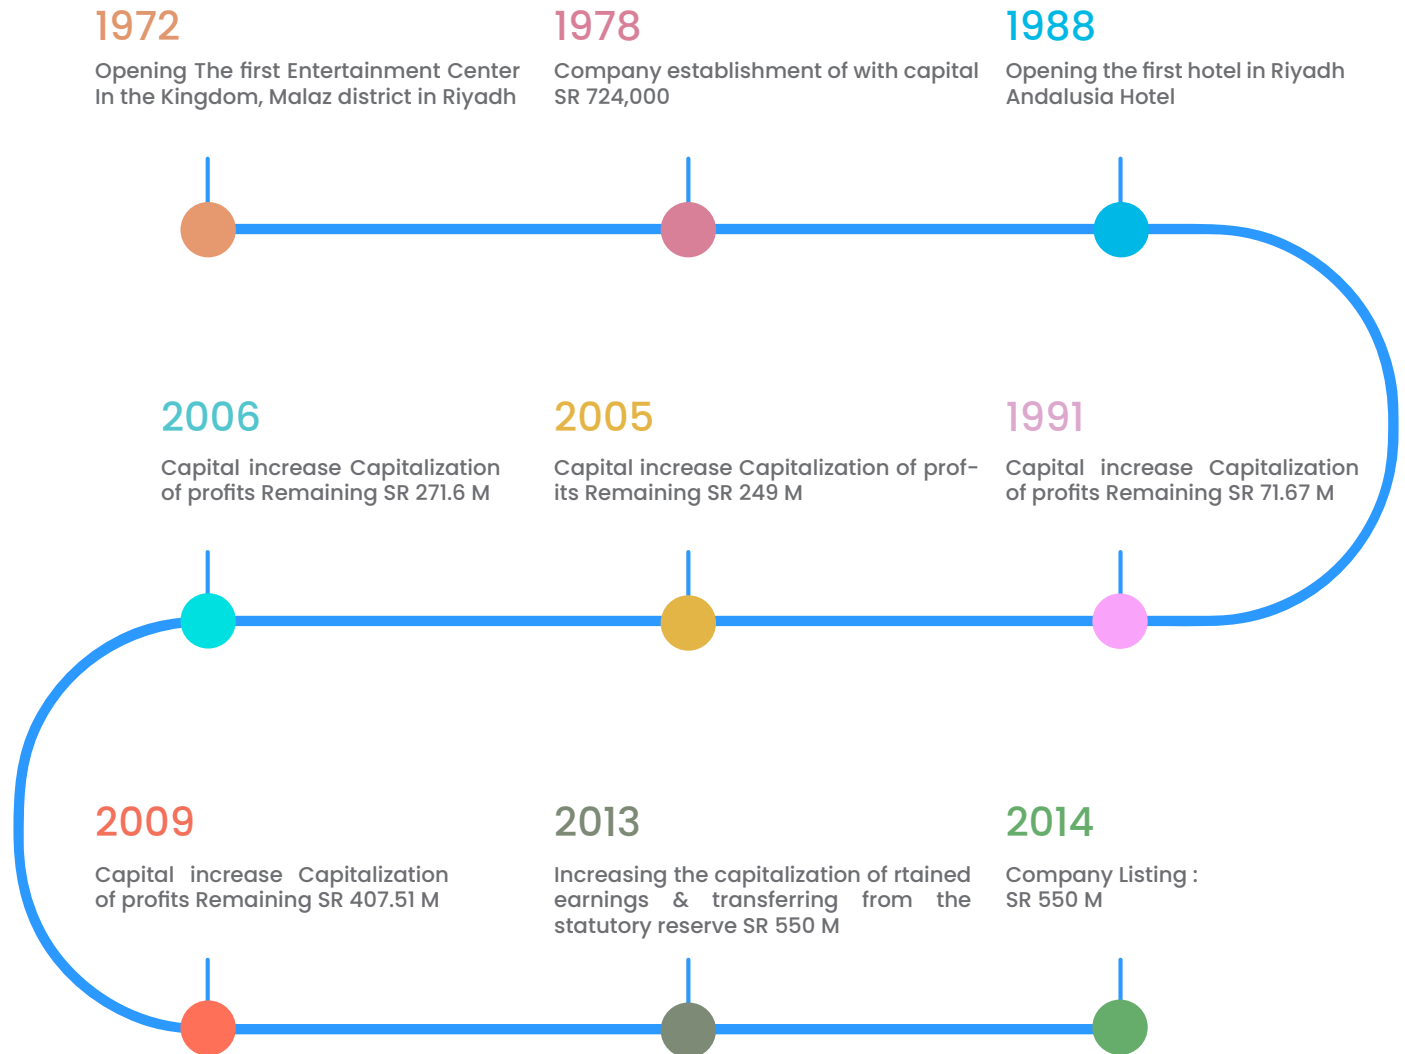 1972
Opening The first Entertainment Center
In the Kingdom, Malaz district in Riyadh
1978
Company establishment of with capital
SR 724,000
1988
Opening the first hotel in Riyadh
Andalusia Hotel
1991
Capital increase Capitalization
of profits Remaining SR 71.67 M
2005
Capital increase Capitalization of prof-
its Remaining SR 249 M
2006
Capital increase Capitalization
of profits Remaining SR 271.6 M
2009
Capital increase Capitalization
of profits Remaining SR 407.51 M
2013
Increasing the capitalization of rtained
earnings & transferring from the
statutory reserve SR 550 M
2014
Company Listing :
SR 550 M